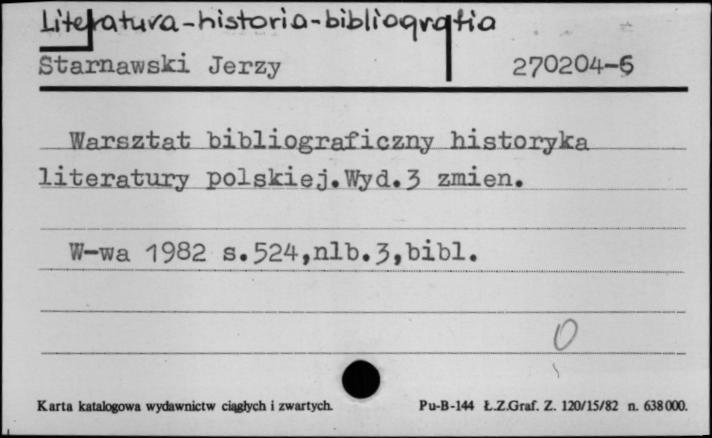 Literatura-historia-bibliografia
Starnawski Jerzy 270204-5
Warsztat bibliograficzny historyka
literatury polskiej.Wyd.3 zmien.
W-wa 1982 s.524,nlb.3,bibl.
0
Karta katalogowa wydawnictw ciągłych i zwartych. Pu-B-144 Ł.Z.Graf. Z. 120/15/82 n. 638000.